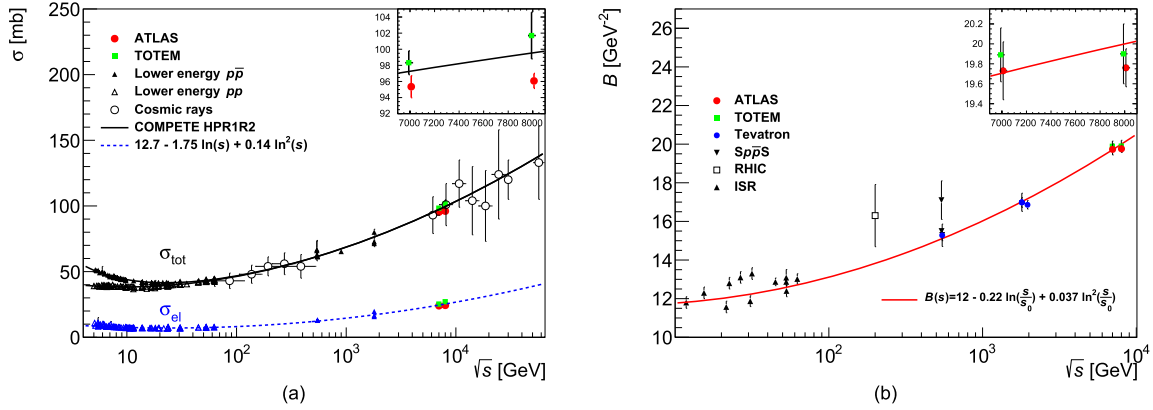 σ [mb]
250
200
150
100
50
0
ATLAS
TOTEM
Lower energy pp̅
Lower energy pp
Cosmic rays
COMPETE HPR1R2
12.7 - 1.75 ln(s) + 0.14 ln²(s)
106
104
102
100
98
96
94
92
7000 7200 7400 7600 7800 8000
σtot
σel
10 10² 10³ 10⁴
√s [GeV]
(a)
B [GeV⁻²]
28
26
24
22
20
18
16
14
12
10
ATLAS
TOTEM
Tevatron
Spp̅S
RHIC
ISR
20.2
20
19.8
19.6
19.4
7000 7200 7400 7600 7800 8000
B(s)=12 - 0.22 ln(s/s₀) + 0.037 ln²(s/s₀)
10² 10³ 10⁴
√s [GeV]
(b)